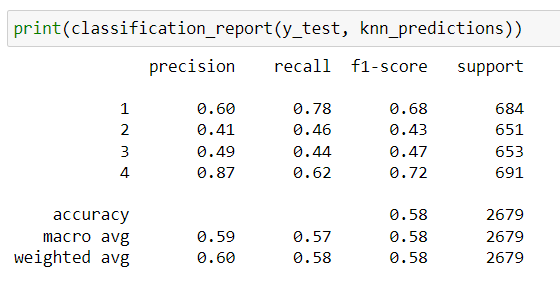 print(classification_report(y_test, knn_predictions))
precision recall f1-score support
1 0.60 0.78 0.68 684
2 0.41 0.46 0.43 651
3 0.49 0.44 0.47 653
4 0.87 0.62 0.72 691
accuracy 0.58 2679
macro avg 0.59 0.57 0.58 2679
weighted avg 0.60 0.58 0.58 2679